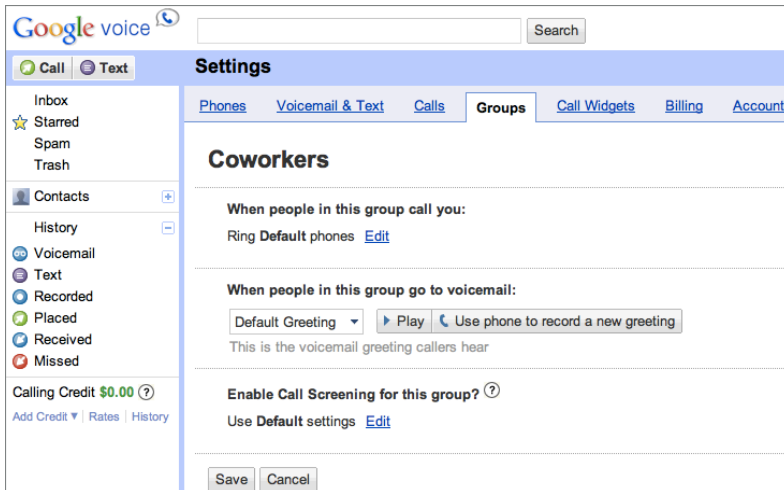 Google voice
Search
Call Text
Settings
Inbox
Starred
Spam
Trash
Contacts
History
Voicemail
Text
Recorded
Placed
Received
Missed
Calling Credit $0.00 ?
Add Credit Rates History
Phones Voicemail & Text Calls Groups Call Widgets Billing Account
Coworkers
When people in this group call you:
Ring Default phones Edit
When people in this group go to voicemail:
Default Greeting Play Use phone to record a new greeting
This is the voicemail greeting callers hear
Enable Call Screening for this group? ?
Use Default settings Edit
Save Cancel